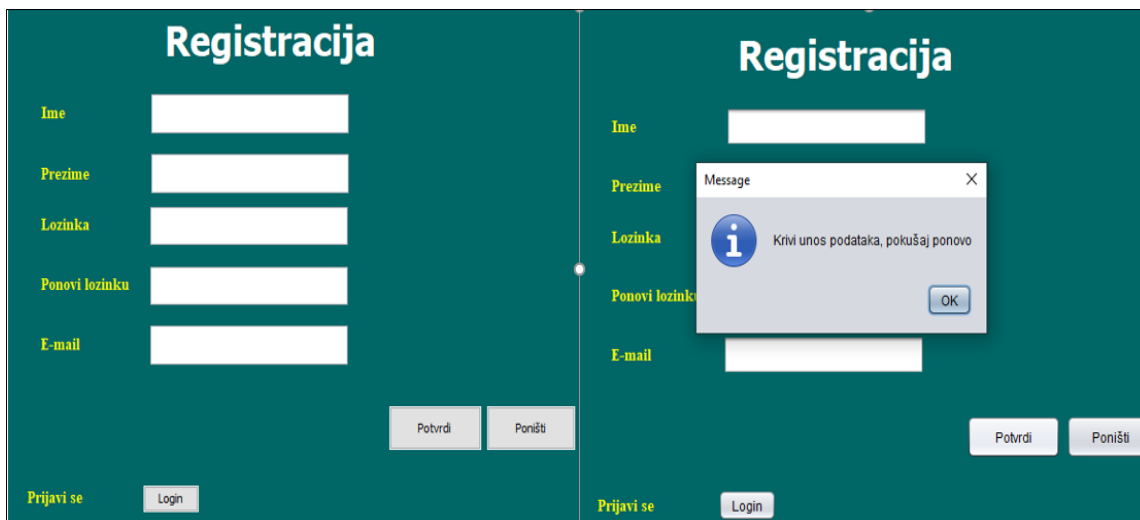 Registracija
Ime
Prezime
Lozinka
Ponovi lozinku
E-mail
Potvrdi
Poništi
Prijavi se
Login
Registracija
Ime
Prezime
Lozinka
Ponovi lozinku
E-mail
Message
Krivi unos podataka, pokušaj ponovo
OK
Potvrdi
Poništi
Prijavi se
Login